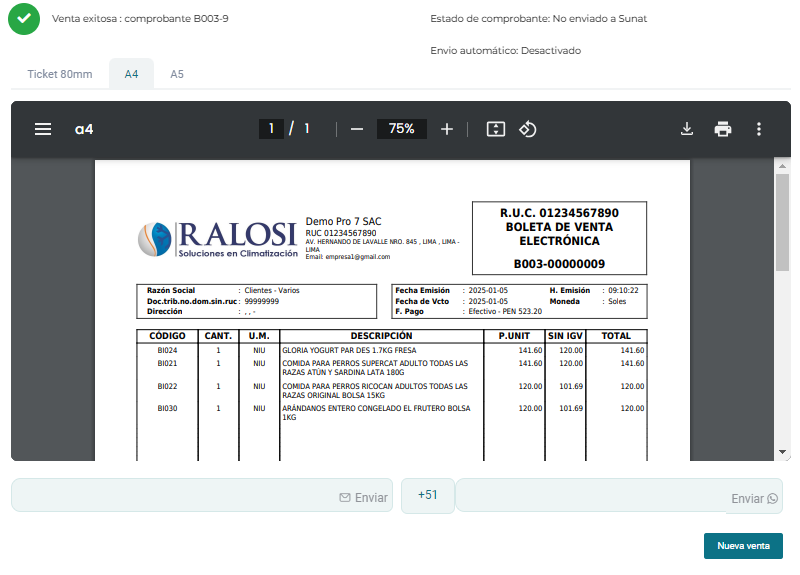 Venta exitosa : comprobante B003-9
Estado de comprobante: No enviado a Sunat
Envio automático: Desactivado
Ticket 80mm A4 A5
a4 1 / 1 75%
RALOSI
Soluciones en Climatización
Demo Pro 7 SAC
RUC 01234567890
AV. HERNANDO DE LAVALLE NRO. 845 , LIMA , LIMA -
LIMA
Email: empresa1@gmail.com
R.U.C. 01234567890
BOLETA DE VENTA
ELECTRÓNICA
B003-00000009
Razón Social : Clientes - Varios
Doc.trib.no.dom.sin.ruc : 99999999
Dirección : , , -
Fecha Emisión : 2025-01-05 H. Emisión : 09:10:22
Fecha de Vcto : 2025-01-05 Moneda : Soles
F. Pago : Efectivo - PEN 523.20
CÓDIGO CANT. U.M. DESCRIPCIÓN P.UNIT SIN IGV TOTAL
BI024 1 NIU GLORIA YOGURT PAR DES 1.7KG FRESA 141.60 120.00 141.60
BI021 1 NIU COMIDA PARA PERROS SUPERCAT ADULTO TODAS LAS 141.60 120.00 141.60
RAZAS ATÚN Y SARDINA LATA 180G
BI022 1 NIU COMIDA PARA PERROS RICOCAN ADULTOS TODAS LAS 120.00 101.69 120.00
RAZAS ORIGINAL BOLSA 15KG
BI030 1 NIU ARÁNDANOS ENTERO CONGELADO EL FRUTERO BOLSA 120.00 101.69 120.00
1KG
Enviar +51 Enviar
Nueva venta